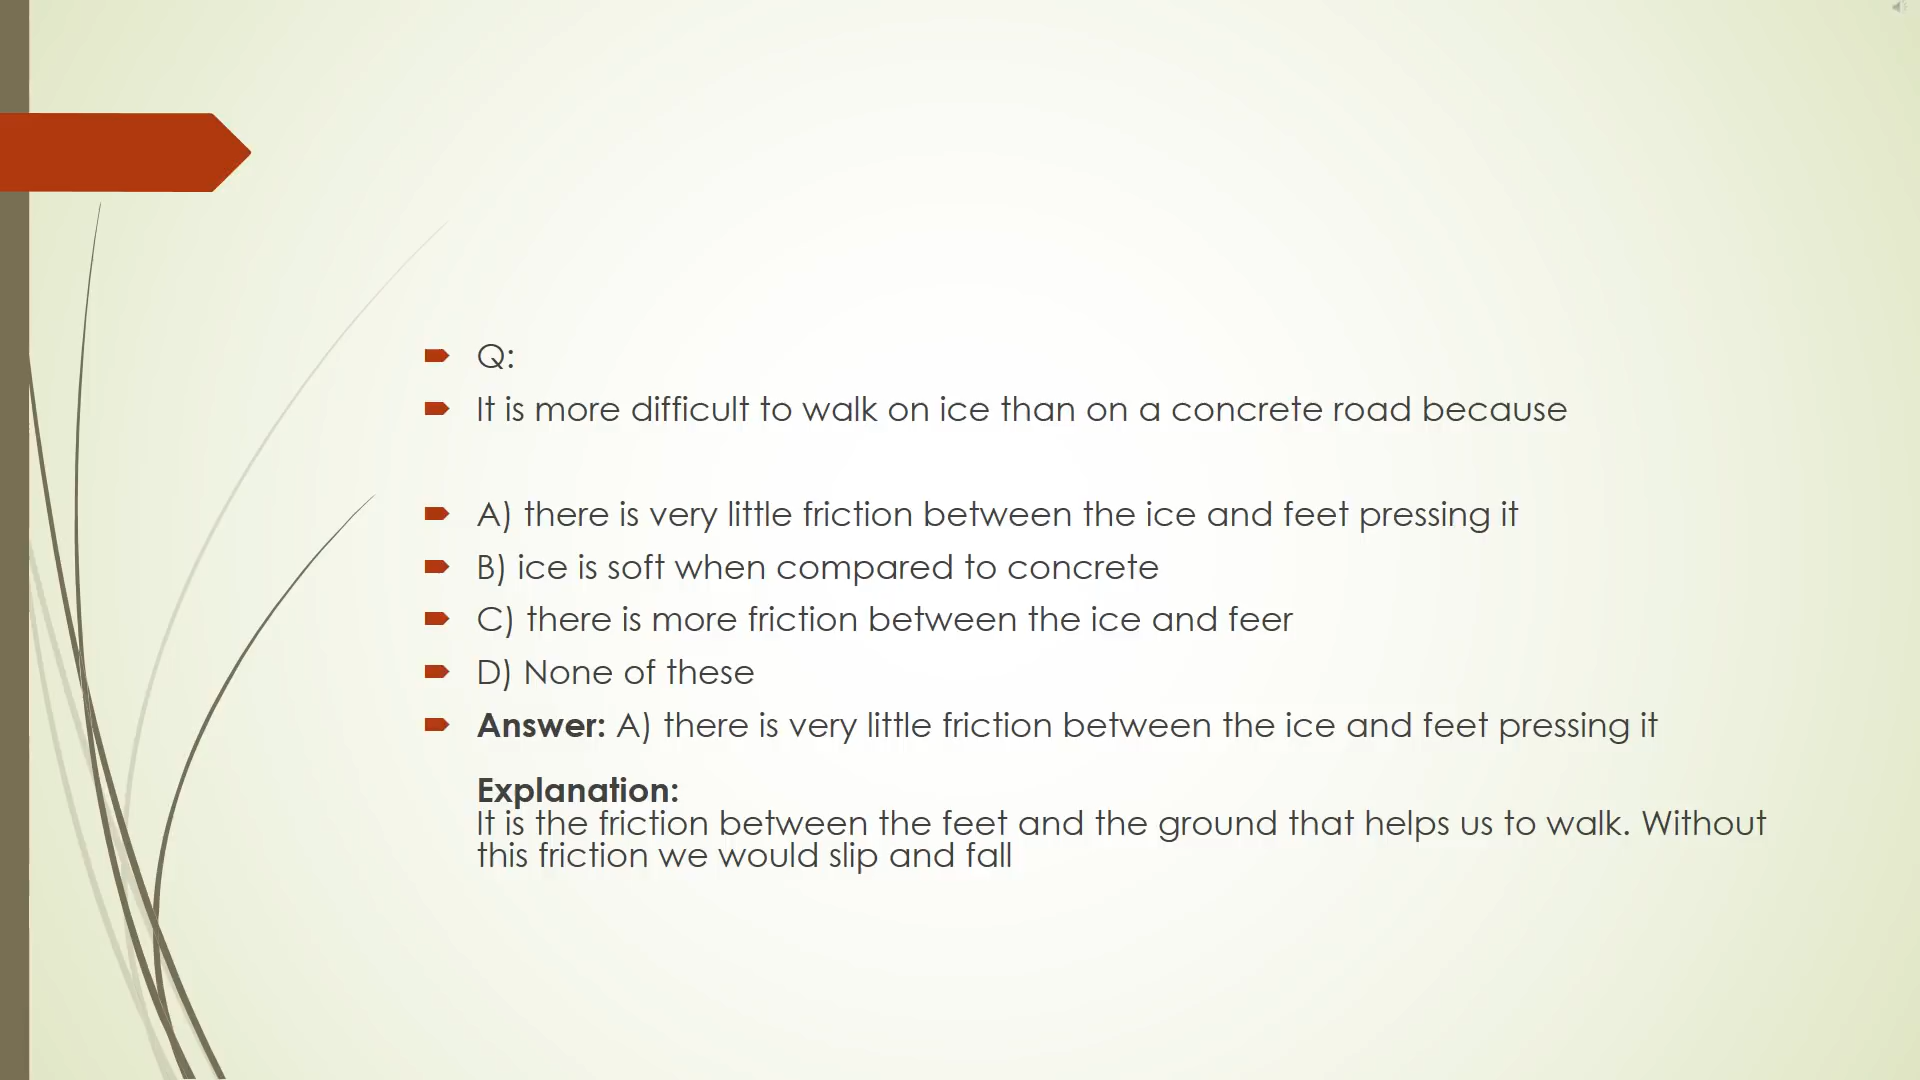 Q:
It is more difficult to walk on ice than on a concrete road because
A) there is very little friction between the ice and feet pressing it
B) ice is soft when compared to concrete
C) there is more friction between the ice and feer
D) None of these
Answer: A) there is very little friction between the ice and feet pressing it
Explanation:
It is the friction between the feet and the ground that helps us to walk. Without
this friction we would slip and fall